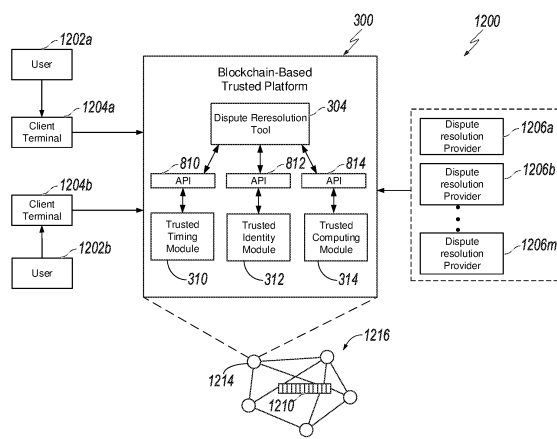 1202a
User
1204a
Client
Terminal
1204b
Client
Terminal
1202b
User
300
Blockchain-Based
Trusted Platform
304
Dispute Reresolution
Tool
810
812
814
API
API
API
Trusted
Timing Module
Trusted
Identity Module
Trusted
Computing Module
310
312
314
1200
Dispute
resolution Provider
1206a
Dispute
resolution
Provider
1206b
Dispute
resolution
Provider
1206m
1216
1214
1210